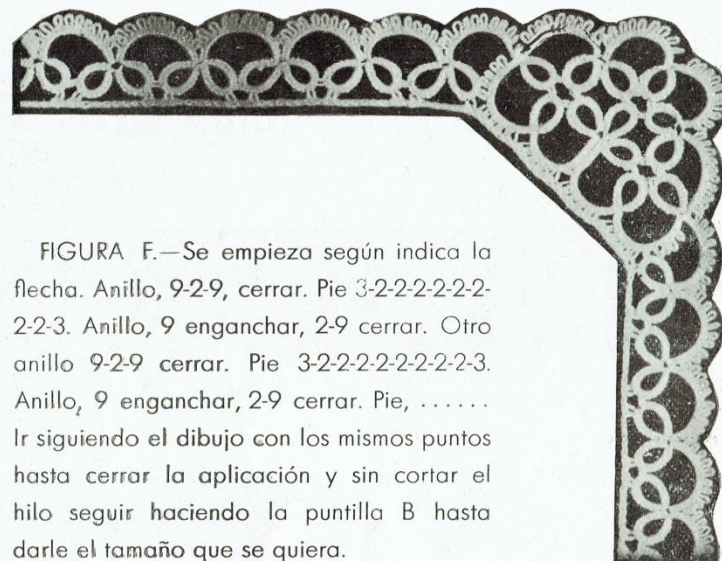 FIGURA F.—Se empieza según indica la
flecha. Anillo, 9-2-9, cerrar. Pie 3-2-2-2-2-2-2-
2-2-3. Anillo, 9 enganchar, 2-9 cerrar. Otro
anillo 9-2-9 cerrar. Pie 3-2-2-2-2-2-2-2-2-3.
Anillo, 9 enganchar, 2-9 cerrar. Pie, ......
Ir siguiendo el dibujo con los mismos puntos
hasta cerrar la aplicación y sin cortar el
hilo seguir haciendo la puntilla B hasta
darle el tamaño que se quiera.